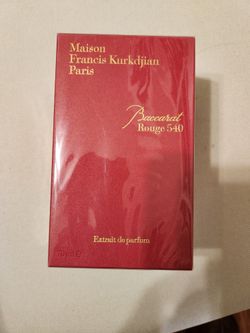 Maison
Francis Kurkdjian
Paris
Baccarat
Rouge 540
Extrait de parfum